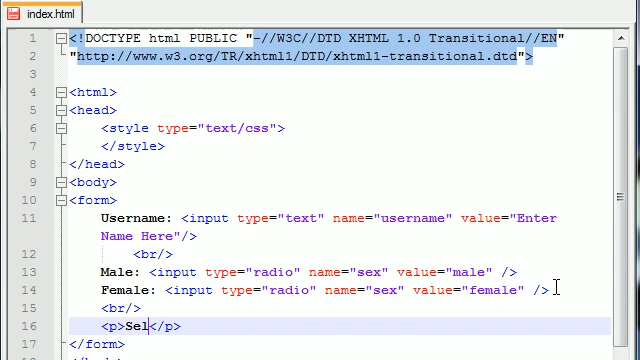 index.html
1 <!DOCTYPE html PUBLIC "-//W3C//DTD XHTML 1.0 Transitional//EN"
2 "http://www.w3.org/TR/xhtml1/DTD/xhtml1-transitional.dtd">
3
4 <html>
5 <head>
6 <style type="text/css">
7 </style>
8 </head>
9 <body>
10 <form>
11 Username: <input type="text" name="username" value="Enter
Name Here"/>
12 <br/>
13 Male: <input type="radio" name="sex" value="male" />
14 Female: <input type="radio" name="sex" value="female" />
15 <br/>
16 <p>Sel</p>
17 </form>